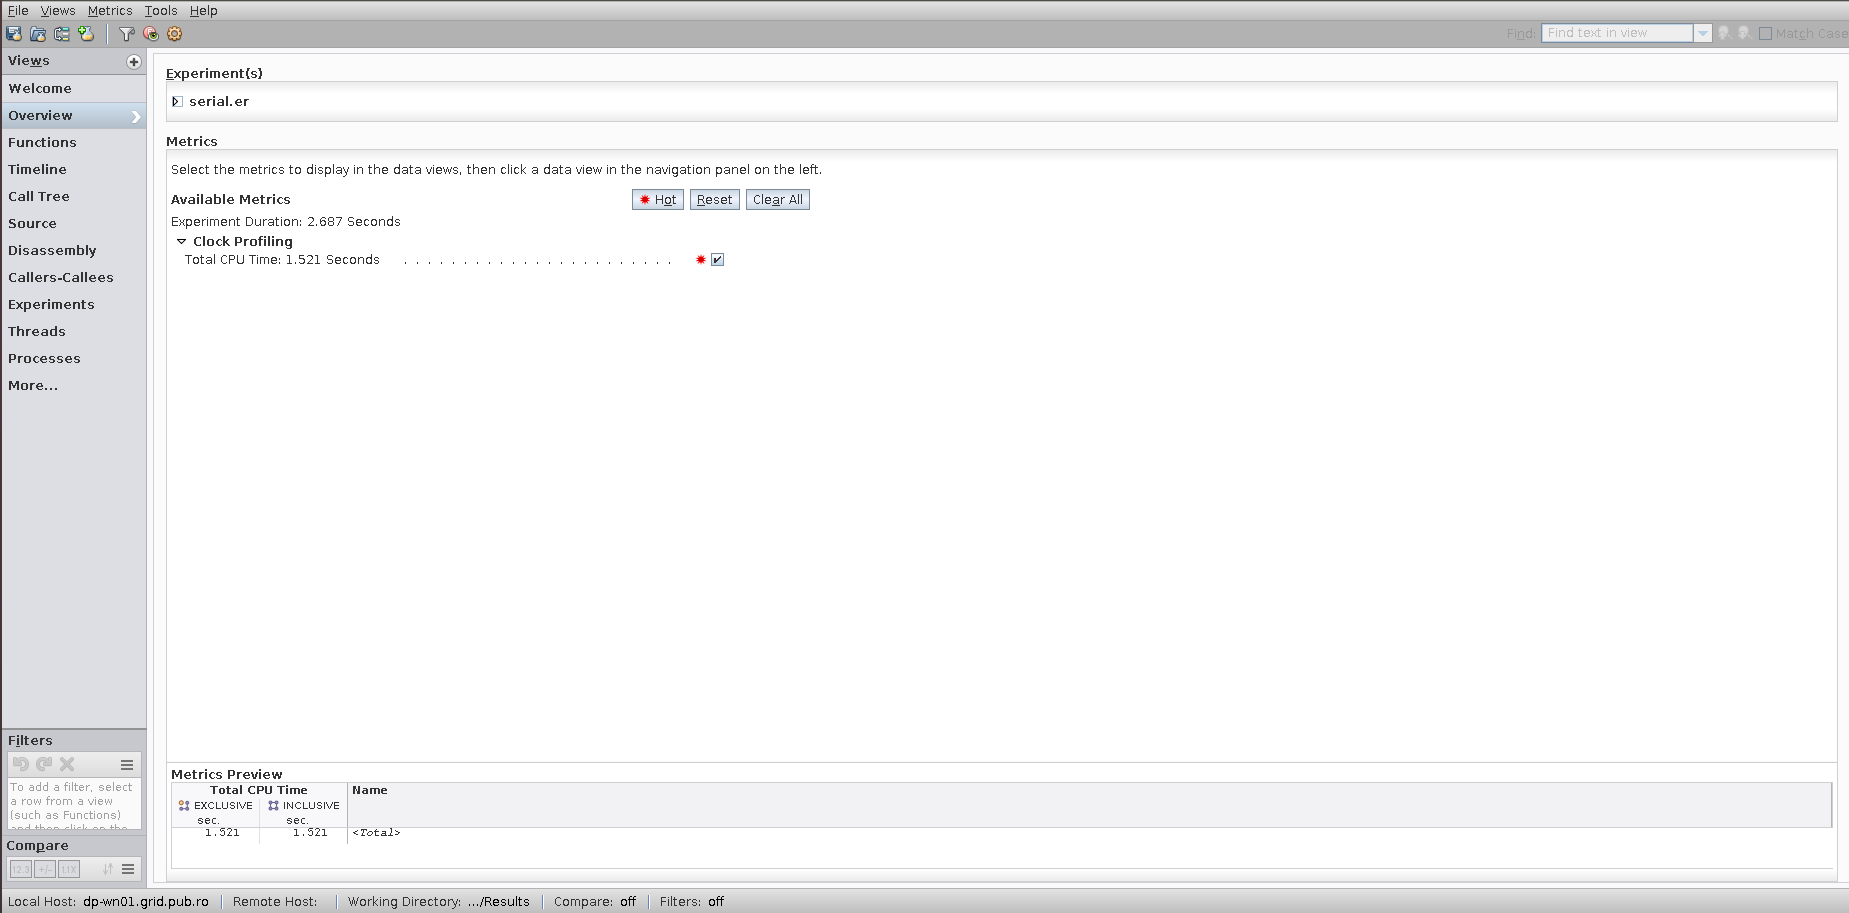 File Views Metrics Tools Help
Find: Find text in view Match Case
Views
Welcome
Overview
Functions
Timeline
Call Tree
Source
Disassembly
Callers-Callees
Experiments
Threads
Processes
More...
Experiment(s)
serial.er
Metrics
Select the metrics to display in the data views, then click a data view in the navigation panel on the left.
Available Metrics Hot Reset Clear All
Experiment Duration: 2.687 Seconds
Clock Profiling
Total CPU Time: 1.521 Seconds . . . . . . . . . . . . . . . . . . . . . . .
Filters
To add a filter, select
a row from a view
(such as Functions)
and then click on the
Compare
12.3 +/- 1.1X
Metrics Preview
Total CPU Time Name
EXCLUSIVE INCLUSIVE
sec. sec.
1.521 1.521 <Total>
Local Host: dp-wn01.grid.pub.ro Remote Host: Working Directory: .../Results Compare: off Filters: off